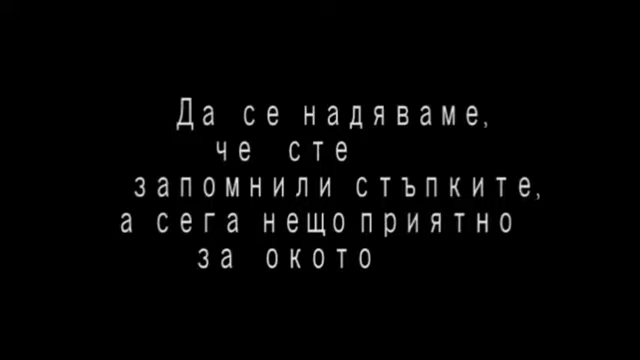 Да се надяваме,
че сте
запомнили стъпките,
а сега нещо приятно
за окото